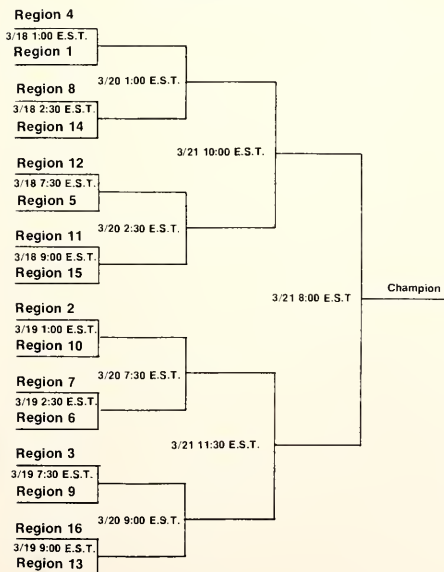 Region 4
3/18 1:00 E.S.T.
Region 1
3/20 1:00 E.S.T.
Region 8
3/18 2:30 E.S.T.
Region 14
3/21 10:00 E.S.T.
Region 12
3/18 7:30 E.S.T.
Region 5
3/20 2:30 E.S.T.
Region 11
3/18 9:00 E.S.T.
Region 15
3/21 8:00 E.S.T
Champion
Region 2
3/19 1:00 E.S.T.
Region 10
3/20 7:30 E.S.T.
Region 7
3/19 2:30 E.S.T.
Region 6
3/21 11:30 E.S.T.
Region 3
3/19 7:30 E.S.T.
Region 9
3/20 9:00 E.S.T.
Region 16
3/19 9:00 E.S.T.
Region 13